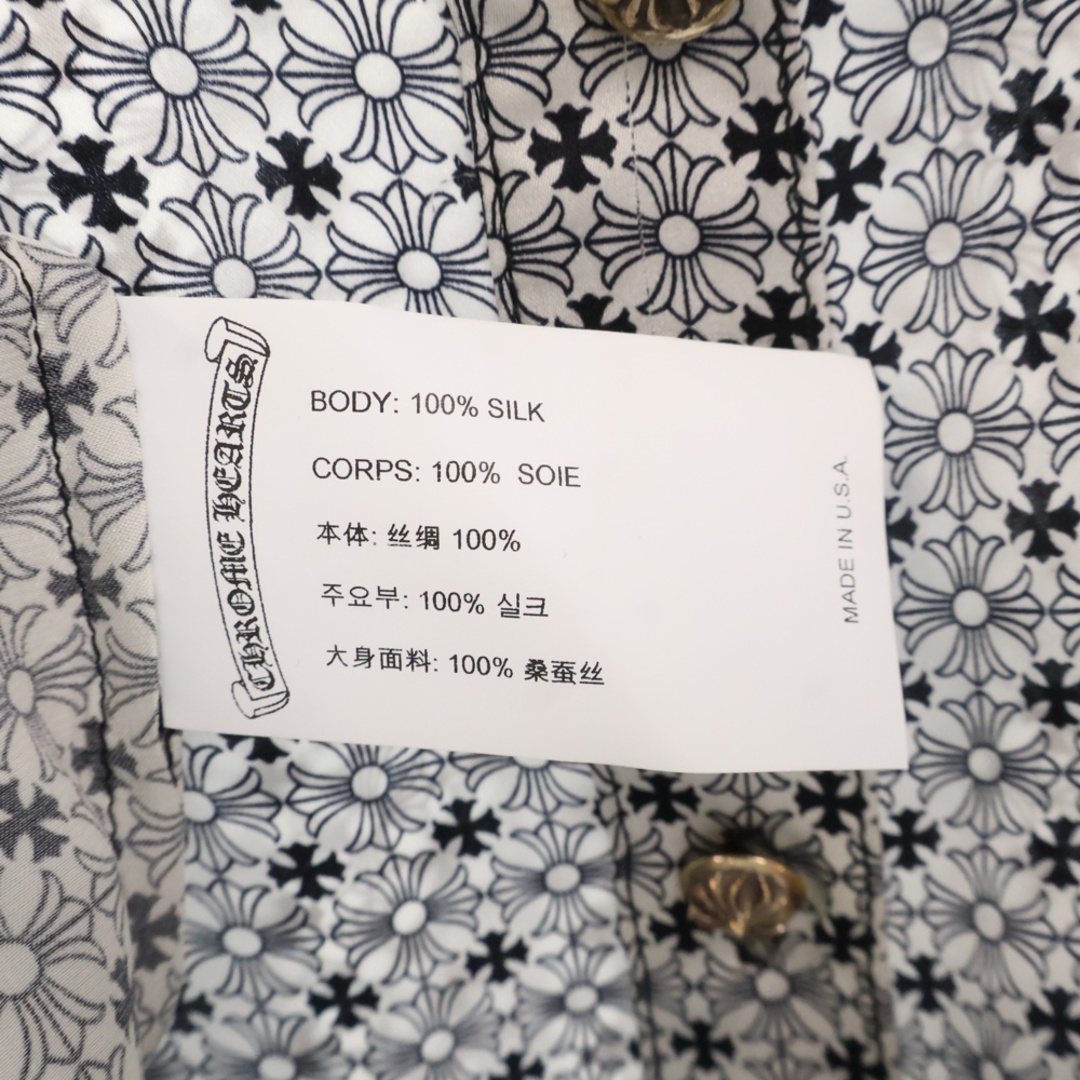 CHROME HEARTS
BODY: 100% SILK
CORPS: 100% SOIE
本体: 丝绸 100%
주요부: 100% 실크
大身面料: 100% 桑蚕丝
MADE IN U.S.A.